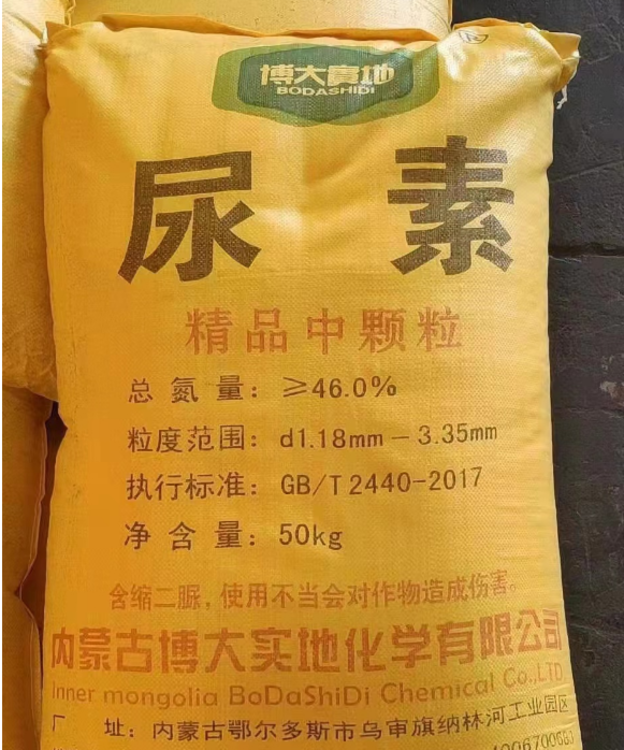 博大實地
BODASHIDI
尿 素
精品中颗粒
总 氮 量：≥46.0%
粒度范围：d1.18mm－3.35mm
执行标准：GB/T2440-2017
净 含 量：50kg
含缩二脲，使用不当会对作物造成伤害。
内蒙古博大实地化学有限公司
Inner mongolia BoDaShiDi Chemical Co.,LTD
厂 址：内蒙古鄂尔多斯市乌审旗纳林河工业园区